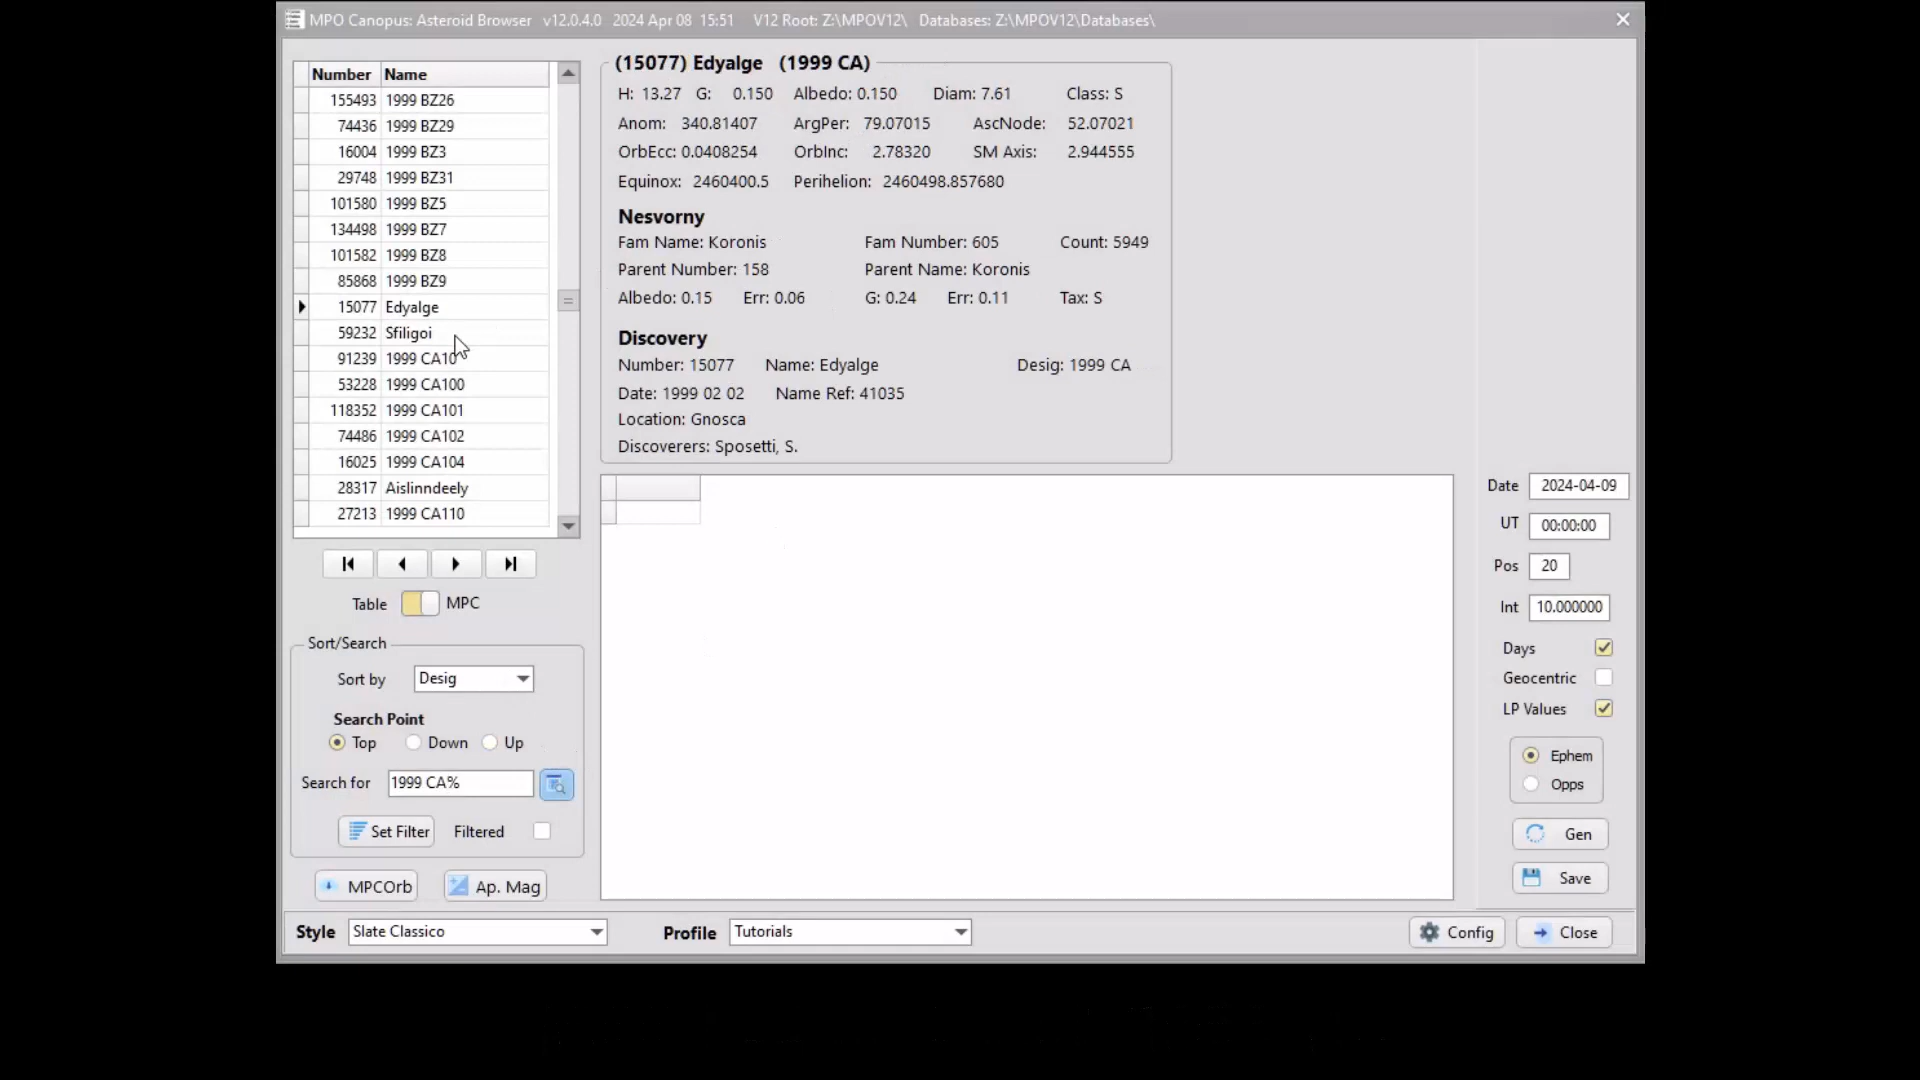 MPO Canopus: Asteroid Browser v12.0.4.0 2024 Apr 08 15:51 V12 Root: Z:\MPOV12\ Databases: Z:\MPOV12\Databases\
Number Name
155493 1999 BZ26
74436 1999 BZ29
16004 1999 BZ3
29748 1999 BZ31
101580 1999 BZ5
134498 1999 BZ7
101582 1999 BZ8
85868 1999 BZ9
15077 Edyalge
59232 Sfiligoi
91239 1999 CA10
53228 1999 CA100
118352 1999 CA101
74486 1999 CA102
16025 1999 CA104
28317 Aislinndeely
27213 1999 CA110
Table MPC
Sort/Search
Sort by Desig
Search Point
Top Down Up
Search for 1999 CA%
Set Filter Filtered
MPCOrb Ap. Mag
(15077) Edyalge (1999 CA)
H: 13.27 G: 0.150 Albedo: 0.150 Diam: 7.61 Class: S
Anom: 340.81407 ArgPer: 79.07015 AscNode: 52.07021
OrbEcc: 0.0408254 OrbInc: 2.78320 SM Axis: 2.944555
Equinox: 2460400.5 Perihelion: 2460498.857680
Nesvorny
Fam Name: Koronis Fam Number: 605 Count: 5949
Parent Number: 158 Parent Name: Koronis
Albedo: 0.15 Err: 0.06 G: 0.24 Err: 0.11 Tax: S
Discovery
Number: 15077 Name: Edyalge Desig: 1999 CA
Date: 1999 02 02 Name Ref: 41035
Location: Gnosca
Discoverers: Sposetti, S.
Date 2024-04-09
UT 00:00:00
Pos 20
Int 10.000000
Days
Geocentric
LP Values
Ephem
Opps
Gen
Save
Style Slate Classico Profile Tutorials Config Close